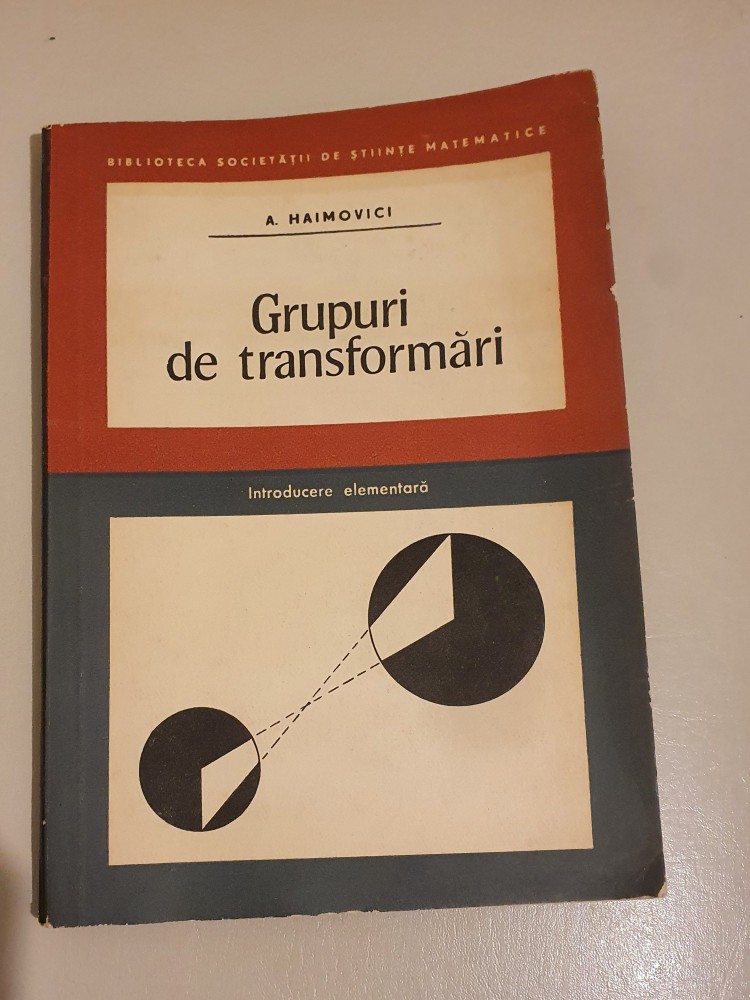 BIBLIOTECA SOCIETĂȚII DE ȘTIINȚE MATEMATICE
A. HAIMOVICI
Grupuri
de transformări
Introducere elementară